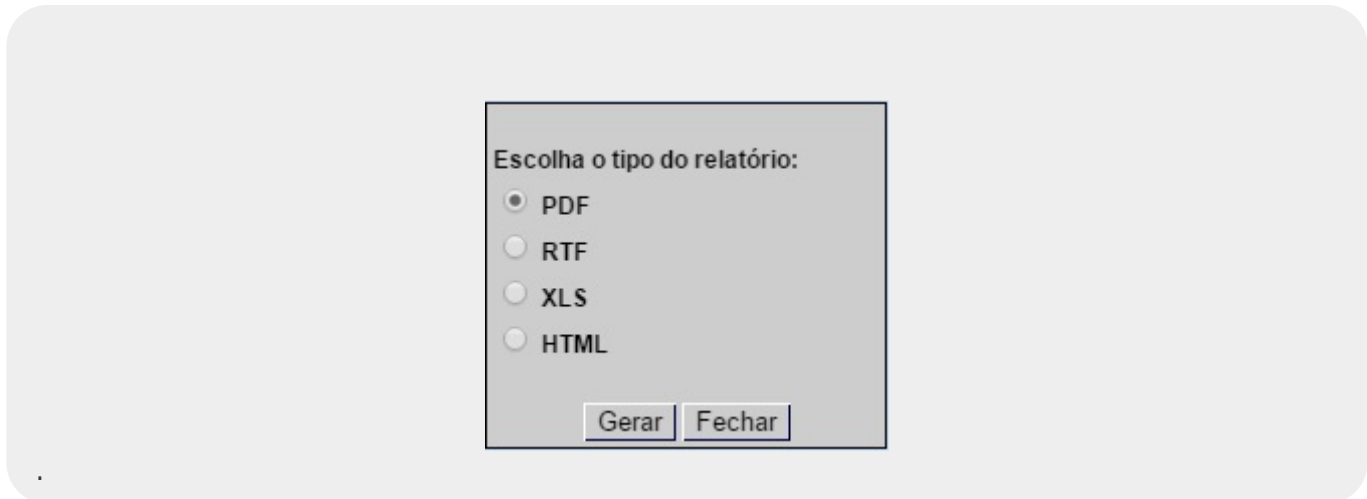 Escolha o tipo do relatório:
PDF
RTF
XLS
HTML
Gerar Fechar
.